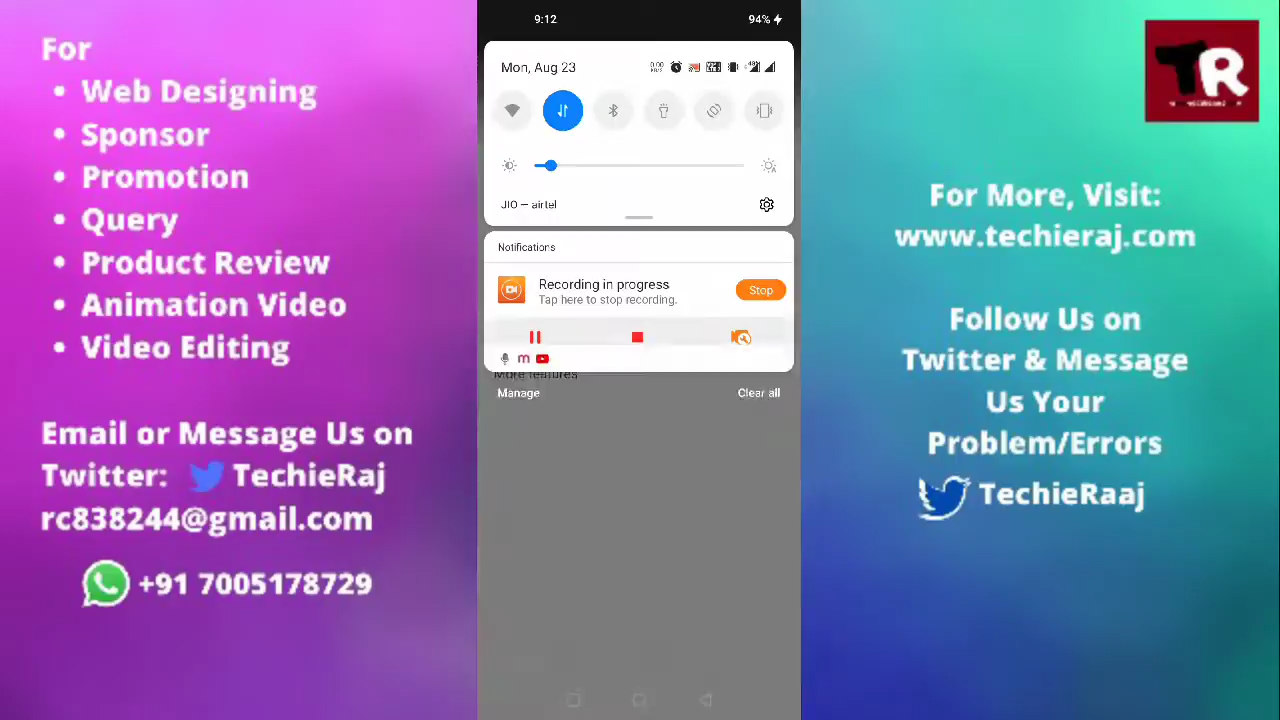 For
• Web Designing
• Sponsor
• Promotion
• Query
• Product Review
• Animation Video
• Video Editing
Email or Message Us on
Twitter: TechieRaj
rc838244@gmail.com
+91 7005178729
9:12
94%
Mon, Aug 23
JIO — airtel
Notifications
Recording in progress
Tap here to stop recording.
Stop
m
More features
Manage
Clear all
TR
For More, Visit:
www.techieraj.com
Follow Us on
Twitter & Message
Us Your
Problem/Errors
TechieRaaj